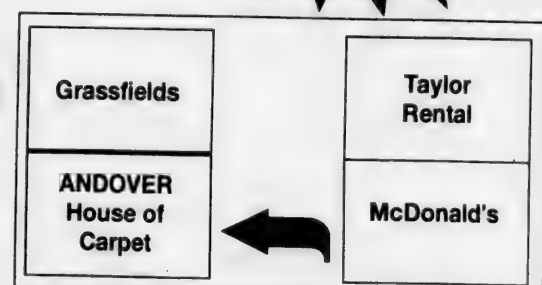 Grassfields
Taylor
Rental
ANDOVER
House of
Carpet
McDonald's